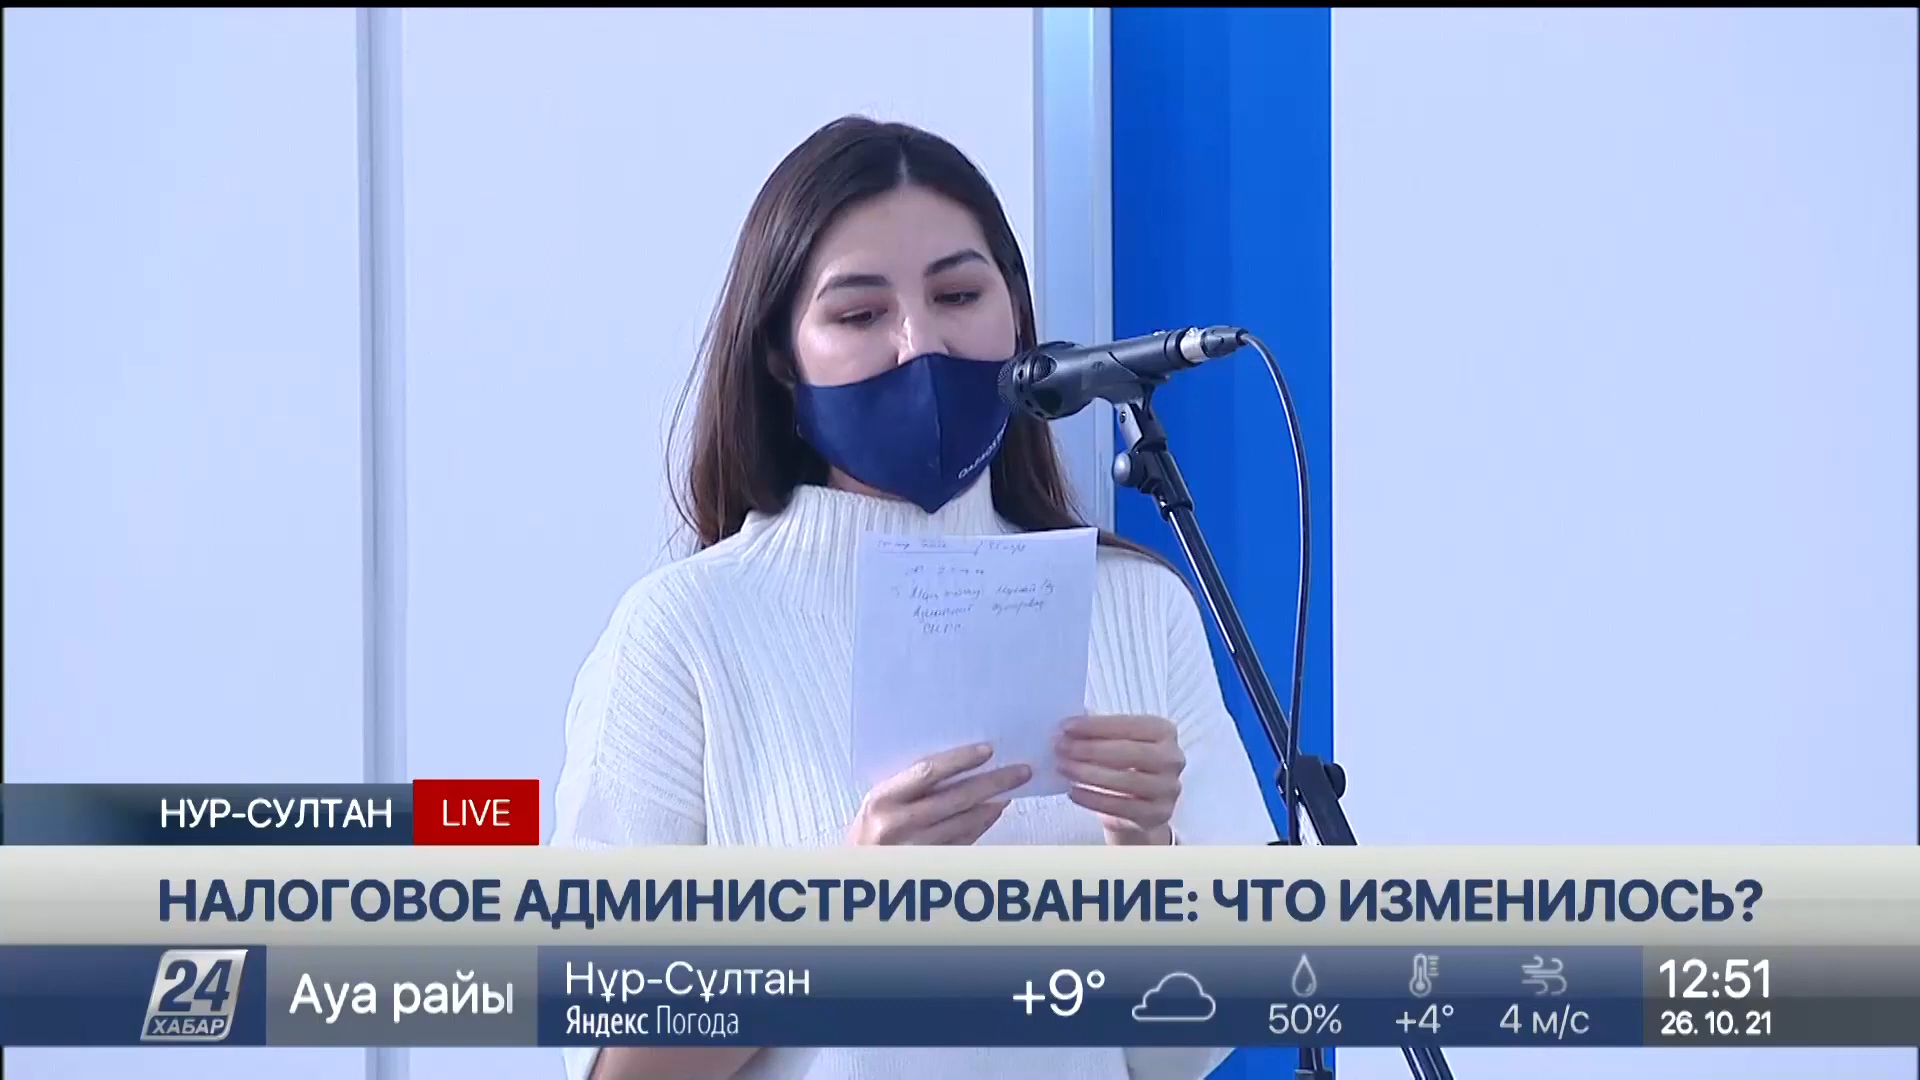 НУР-СУЛТАН
LIVE
НАЛОГОВОЕ АДМИНИСТРИРОВАНИЕ: ЧТО ИЗМЕНИЛОСЬ?
24
ХАБАР
Ауа райы
Нұр-Сұлтан
Яндекс Погода
+9°
50%
+4°
4 м/с
12:51
26.10.21